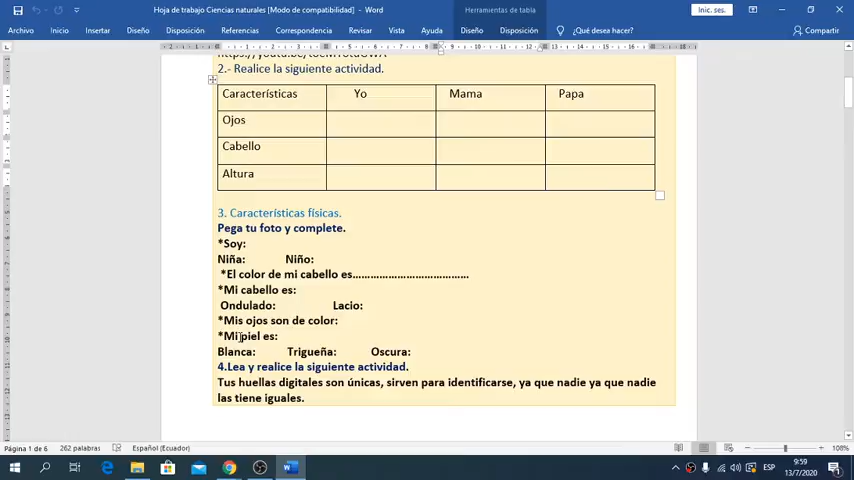 Hoja de trabajo Ciencias naturales [Modo de compatibilidad] - Word
Herramientas de tabla
Inic. ses.
Archivo Inicio Insertar Diseño Disposición Referencias Correspondencia Revisar Vista Ayuda Diseño Disposición ¿Qué desea hacer? Compartir
2.- Realice la siguiente actividad.
Características Yo Mama Papa
Ojos
Cabello
Altura
3. Características físicas.
Pega tu foto y complete.
*Soy:
Niña: Niño:
*El color de mi cabello es.......................................
*Mi cabello es:
Ondulado: Lacio:
*Mis ojos son de color:
*Mi piel es:
Blanca: Trigueña: Oscura:
4.Lea y realice la siguiente actividad.
Tus huellas digitales son únicas, sirven para identificarse, ya que nadie ya que nadie
las tiene iguales.
Página 1 de 6 262 palabras Español (Ecuador) 108%
ESP 9:59
13/7/2020